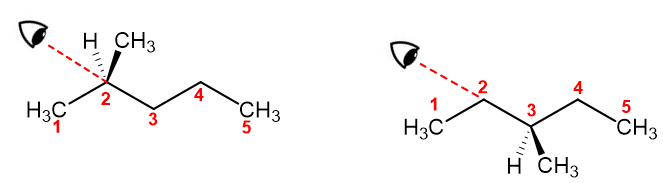 H CH₃
4
2
H₃C 3 CH₃
1 5
2 4
1 3 5
H₃C CH₃
H CH₃